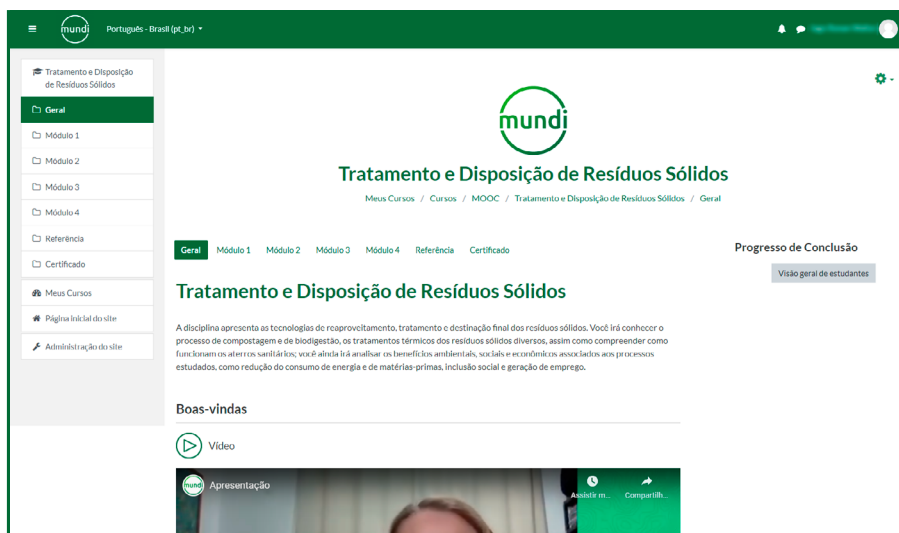 mundi
Português - Brasil (pt_br)
Tratamento e Disposição
de Resíduos Sólidos
Geral
Módulo 1
Módulo 2
Módulo 3
Módulo 4
Referência
Certificado
Meus Cursos
Página inicial do site
Administração do site
mundi
Tratamento e Disposição de Resíduos Sólidos
Meus Cursos / Cursos / MOOC / Tratamento e Disposição de Resíduos Sólidos / Geral
Geral Módulo 1 Módulo 2 Módulo 3 Módulo 4 Referência Certificado
Tratamento e Disposição de Resíduos Sólidos
A disciplina apresenta as tecnologias de reaproveitamento, tratamento e destinação final dos resíduos sólidos. Você irá conhecer o
processo de compostagem e de biodigestão, os tratamentos térmicos dos resíduos sólidos diversos, assim como compreender como
funcionam os aterros sanitários; você ainda irá analisar os benefícios ambientais, sociais e econômicos associados aos processos
estudados, como redução do consumo de energia e de matérias-primas, inclusão social e geração de emprego.
Boas-vindas
Vídeo
mundi
Apresentação
Assistir m...
Compartilh...
Progresso de Conclusão
Visão geral de estudantes